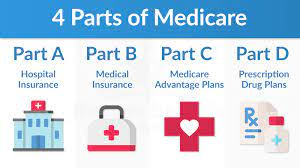 4 Parts of Medicare
Part A
Hospital
Insurance
Part B
Medical
Insurance
Part C
Medicare
Advantage Plans
Part D
Prescription
Drug Plans
Rx